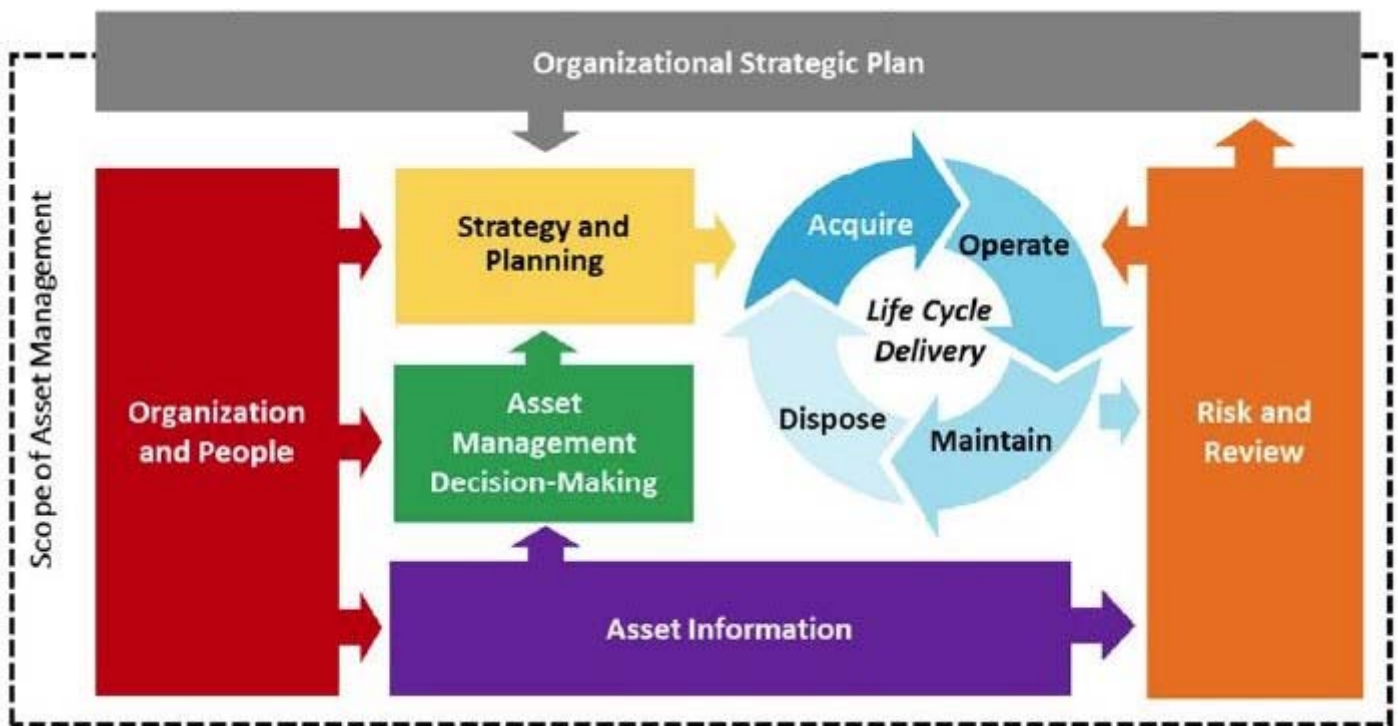 Organizational Strategic Plan
Scope of Asset Management
Organization
and People
Strategy and
Planning
Asset
Management
Decision-Making
Asset Information
Acquire
Operate
Life Cycle
Delivery
Dispose
Maintain
Risk and
Review